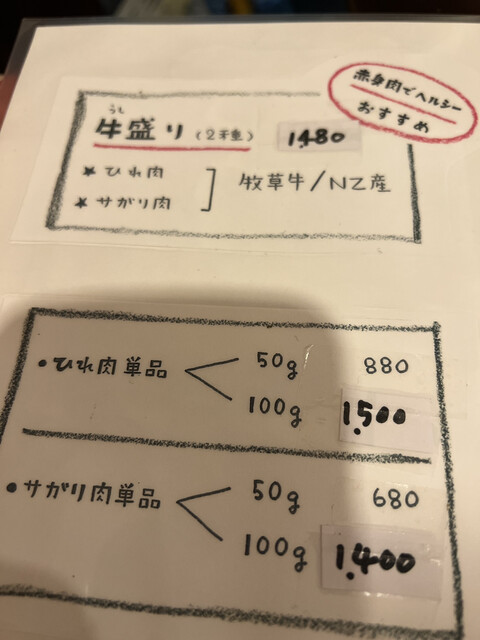 赤身肉でヘルシー
おすすめ
うし
牛盛り（2種） 1480
★ ひれ肉
★ サガリ肉
牧草牛/NZ産
• ひれ肉単品
50g 880
100g 1,500
• サガリ肉単品
50g 680
100g 1,400